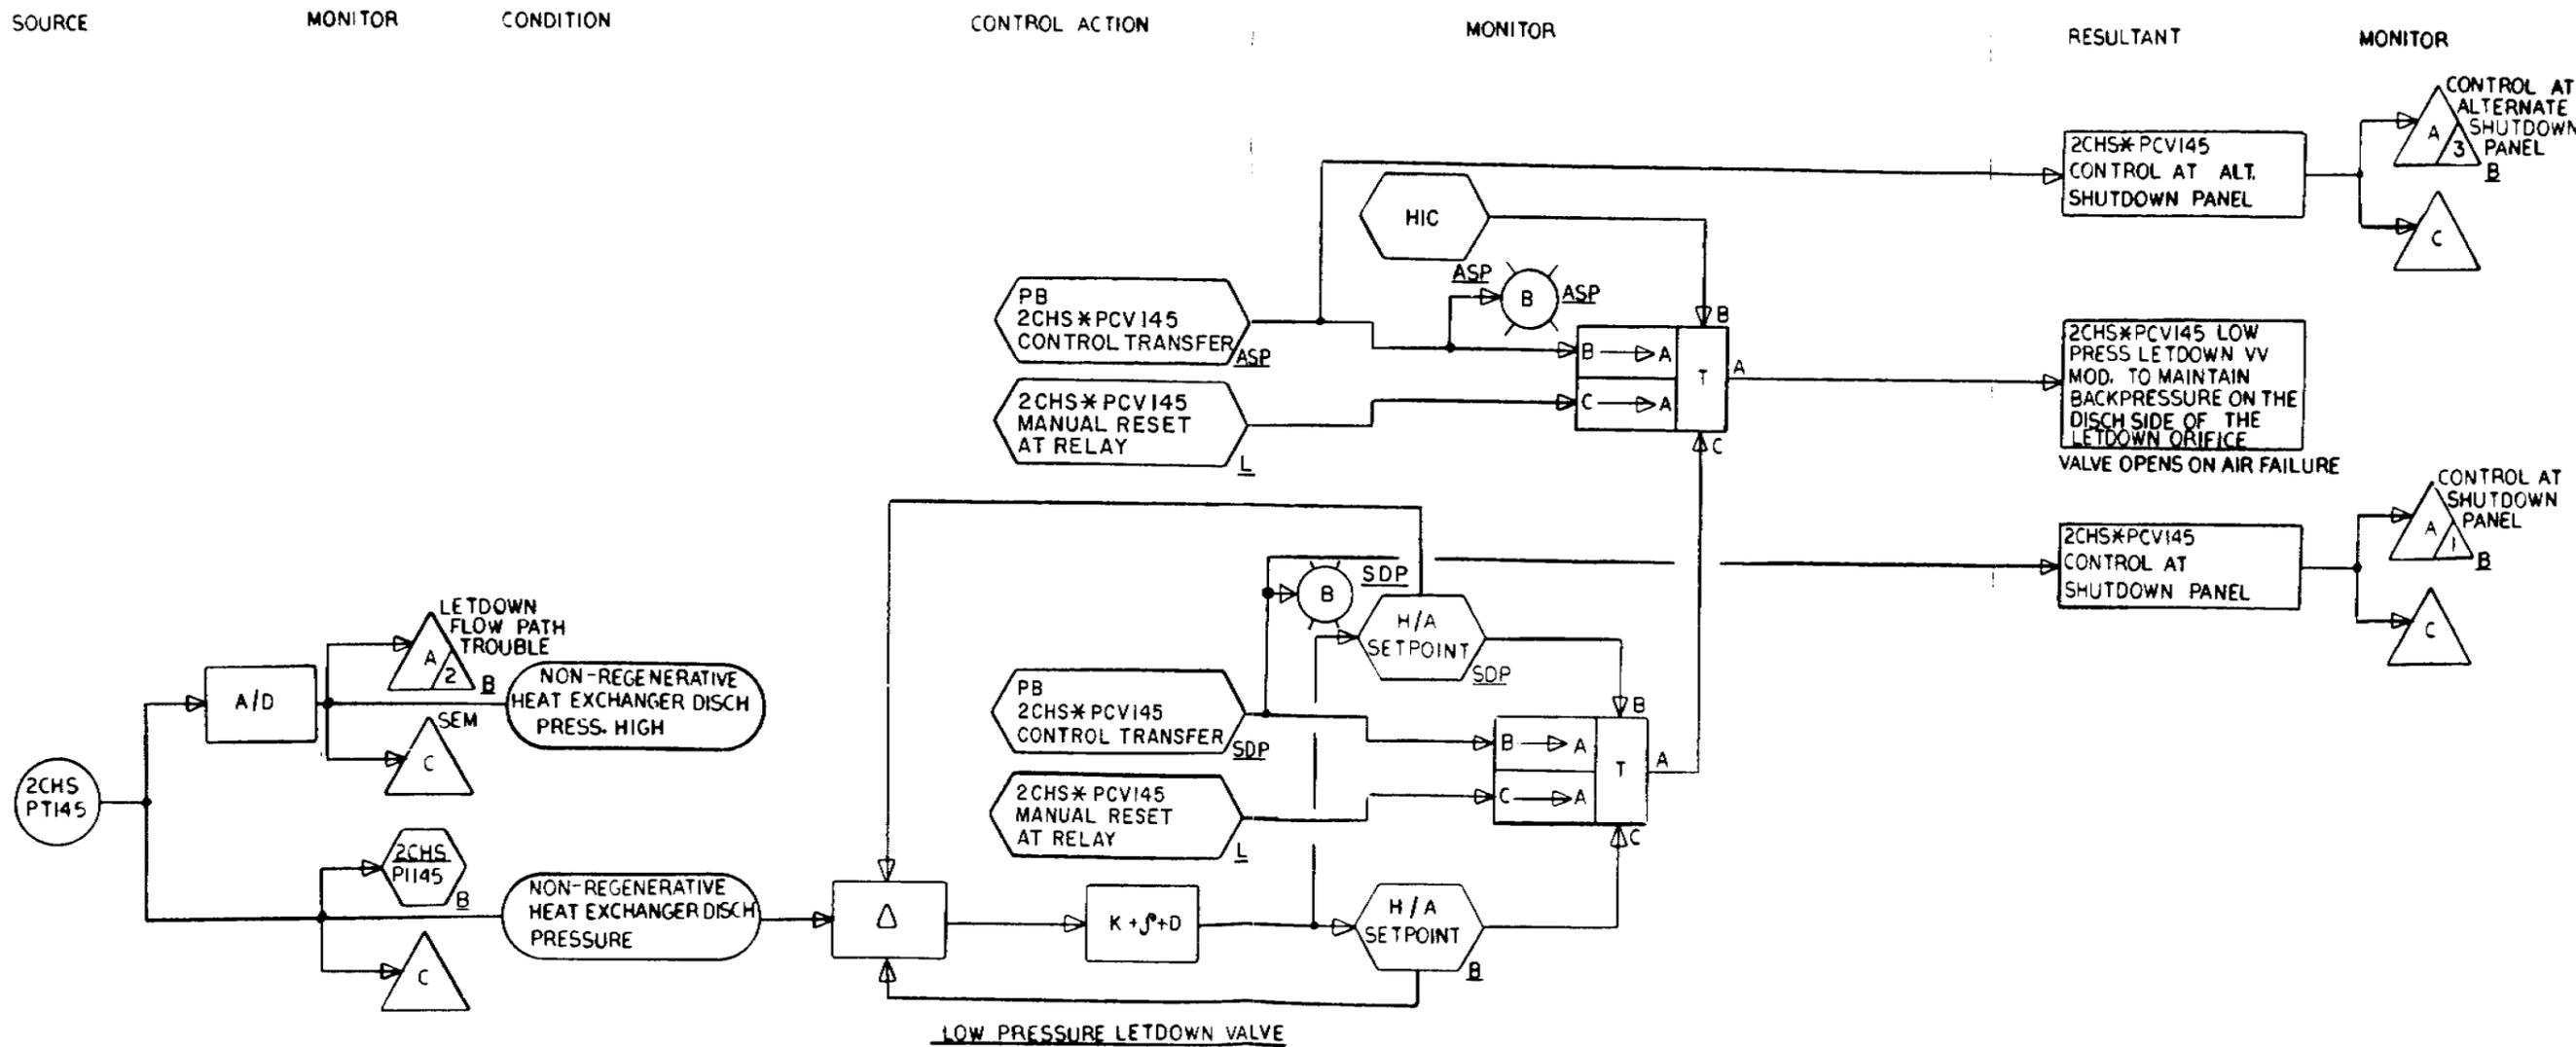 SOURCE
MONITOR
CONDITION
CONTROL ACTION
MONITOR
RESULTANT
MONITOR
CONTROL AT
ALTERNATE
SHUTDOWN
PANEL
A
3
B
C
2CHS*PCV145
CONTROL AT ALT.
SHUTDOWN PANEL
HIC
ASP
B
ASP
PB
2CHS*PCV145
CONTROL TRANSFER
ASP
B
B → A
T
A
C → A
C
2CHS*PCV145
MANUAL RESET
AT RELAY
L
2CHS*PCV145 LOW
PRESS LETDOWN VV
MOD. TO MAINTAIN
BACKPRESSURE ON THE
DISCH SIDE OF THE
LETDOWN ORIFICE
VALVE OPENS ON AIR FAILURE
CONTROL AT
SHUTDOWN
PANEL
A
1
B
C
2CHS*PCV145
CONTROL AT
SHUTDOWN PANEL
B
SDP
H/A
SETPOINT
SDP
LETDOWN
FLOW PATH
TROUBLE
A
2
B
A/D
NON-REGENERATIVE
HEAT EXCHANGER DISCH
PRESS. HIGH
SEM
C
PB
2CHS*PCV145
CONTROL TRANSFER
SDP
B
B → A
T
A
C → A
C
2CHS*PCV145
MANUAL RESET
AT RELAY
L
2CHS
PT145
2CHS
PI145
B
C
NON-REGENERATIVE
HEAT EXCHANGER DISCH
PRESSURE
Δ
K+∫+D
H/A
SETPOINT
B
LOW PRESSURE LETDOWN VALVE